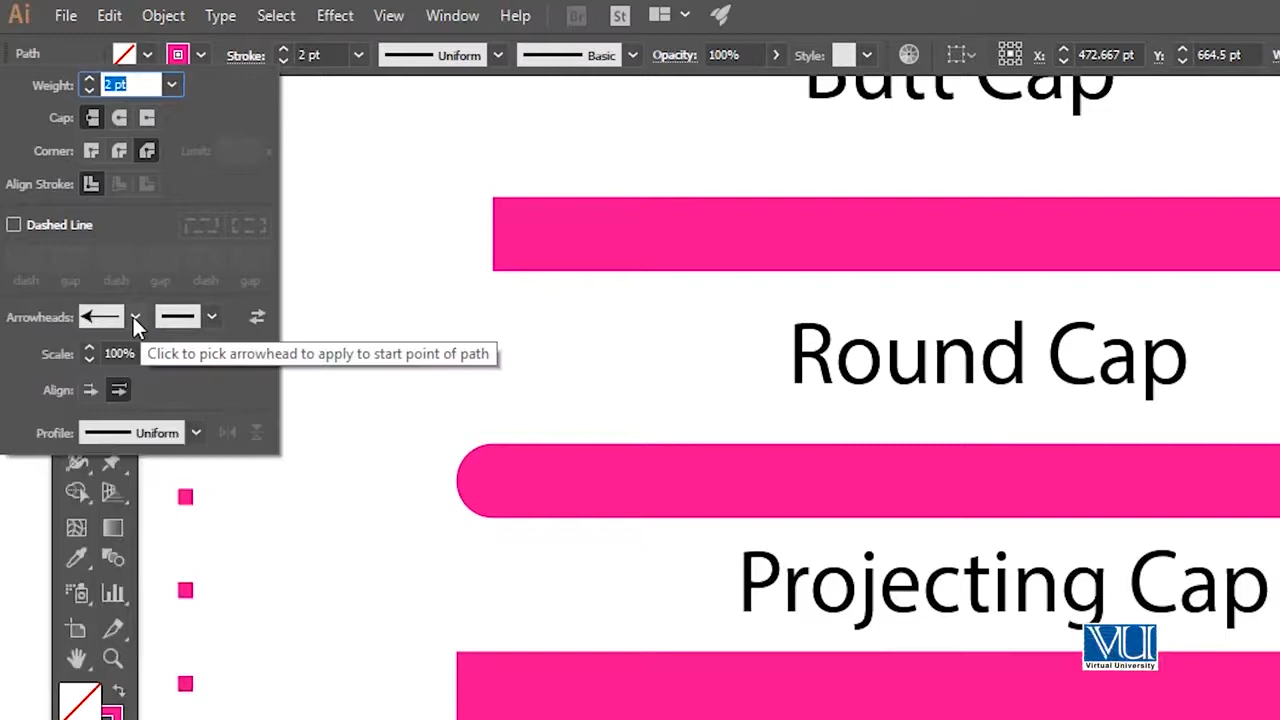 Ai File Edit Object Type Select Effect View Window Help Br St
Path Stroke: 2 pt Uniform Basic Opacity: 100% Style: X: 472.667 pt Y: 664.5 pt W
Weight: 2 pt
Butt Cap
Cap:
Corner: Limit: x
Align Stroke:
Dashed Line
dash gap dash gap dash gap
Arrowheads:
Scale: 100% Click to pick arrowhead to apply to start point of path
Round Cap
Align:
Profile: Uniform
Projecting Cap
VU
Virtual University